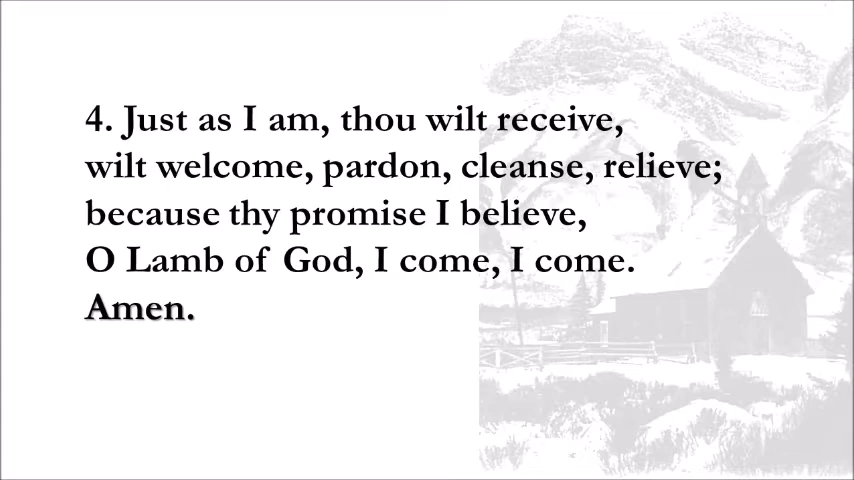 4. Just as I am, thou wilt receive,
wilt welcome, pardon, cleanse, relieve;
because thy promise I believe,
O Lamb of God, I come, I come.
Amen.